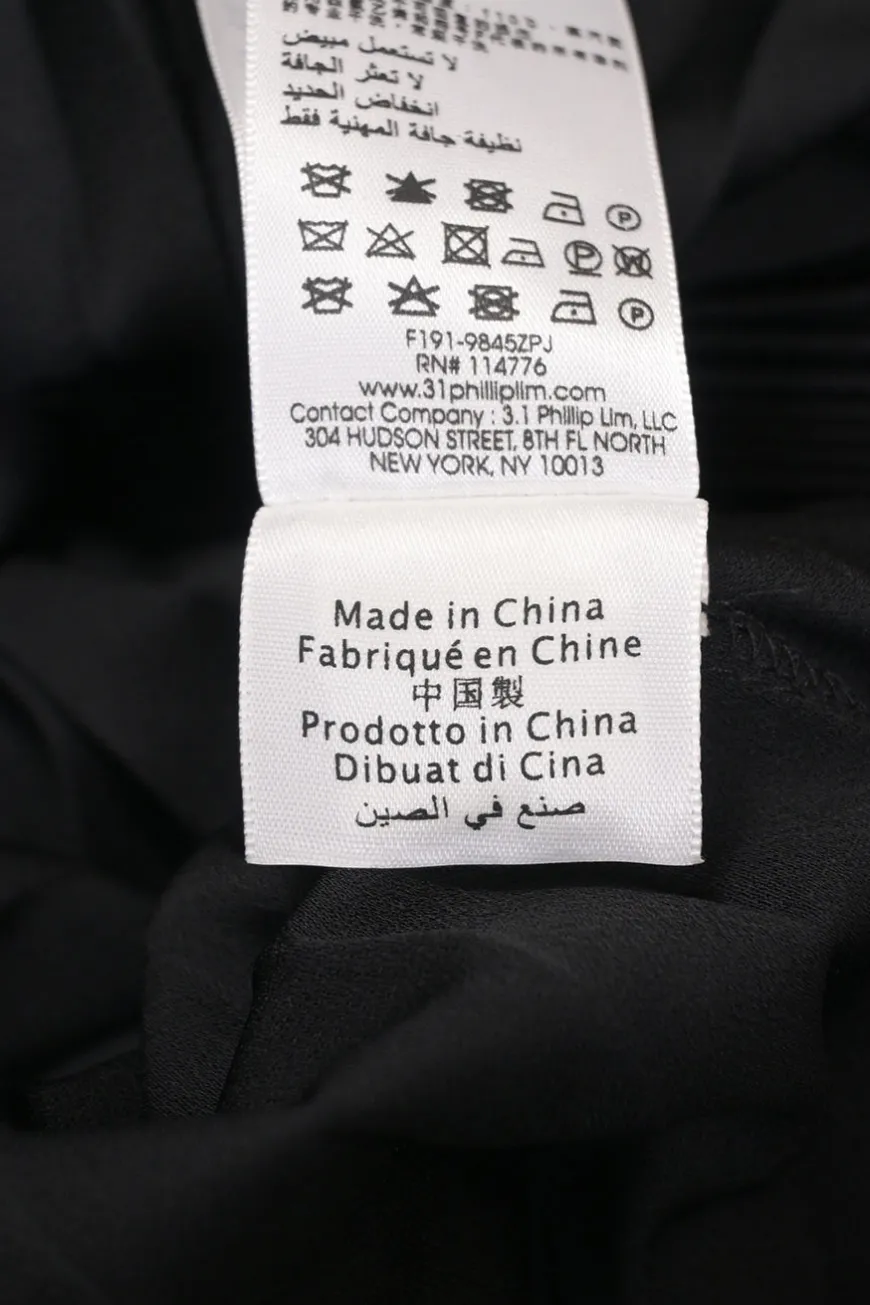 لا تستعمل مبيض
لا تعثر الجافة
انخفاض الحديد
نظيفة جافة المهنية فقط
P
P W
P
F191-9845ZPJ
RN# 114776
www.31philliplim.com
Contact Company : 3.1 Phillip Lim, LLC
304 HUDSON STREET, 8TH FL NORTH
NEW YORK, NY 10013
Made in China
Fabriqué en Chine
中国製
Prodotto in China
Dibuat di Cina
صنع في الصين